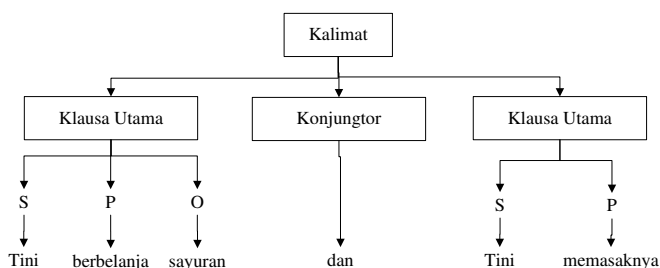 Kalimat
Klausa Utama Konjungtor Klausa Utama
S P O S P
Tini berbelanja sayuran dan Tini memasaknya